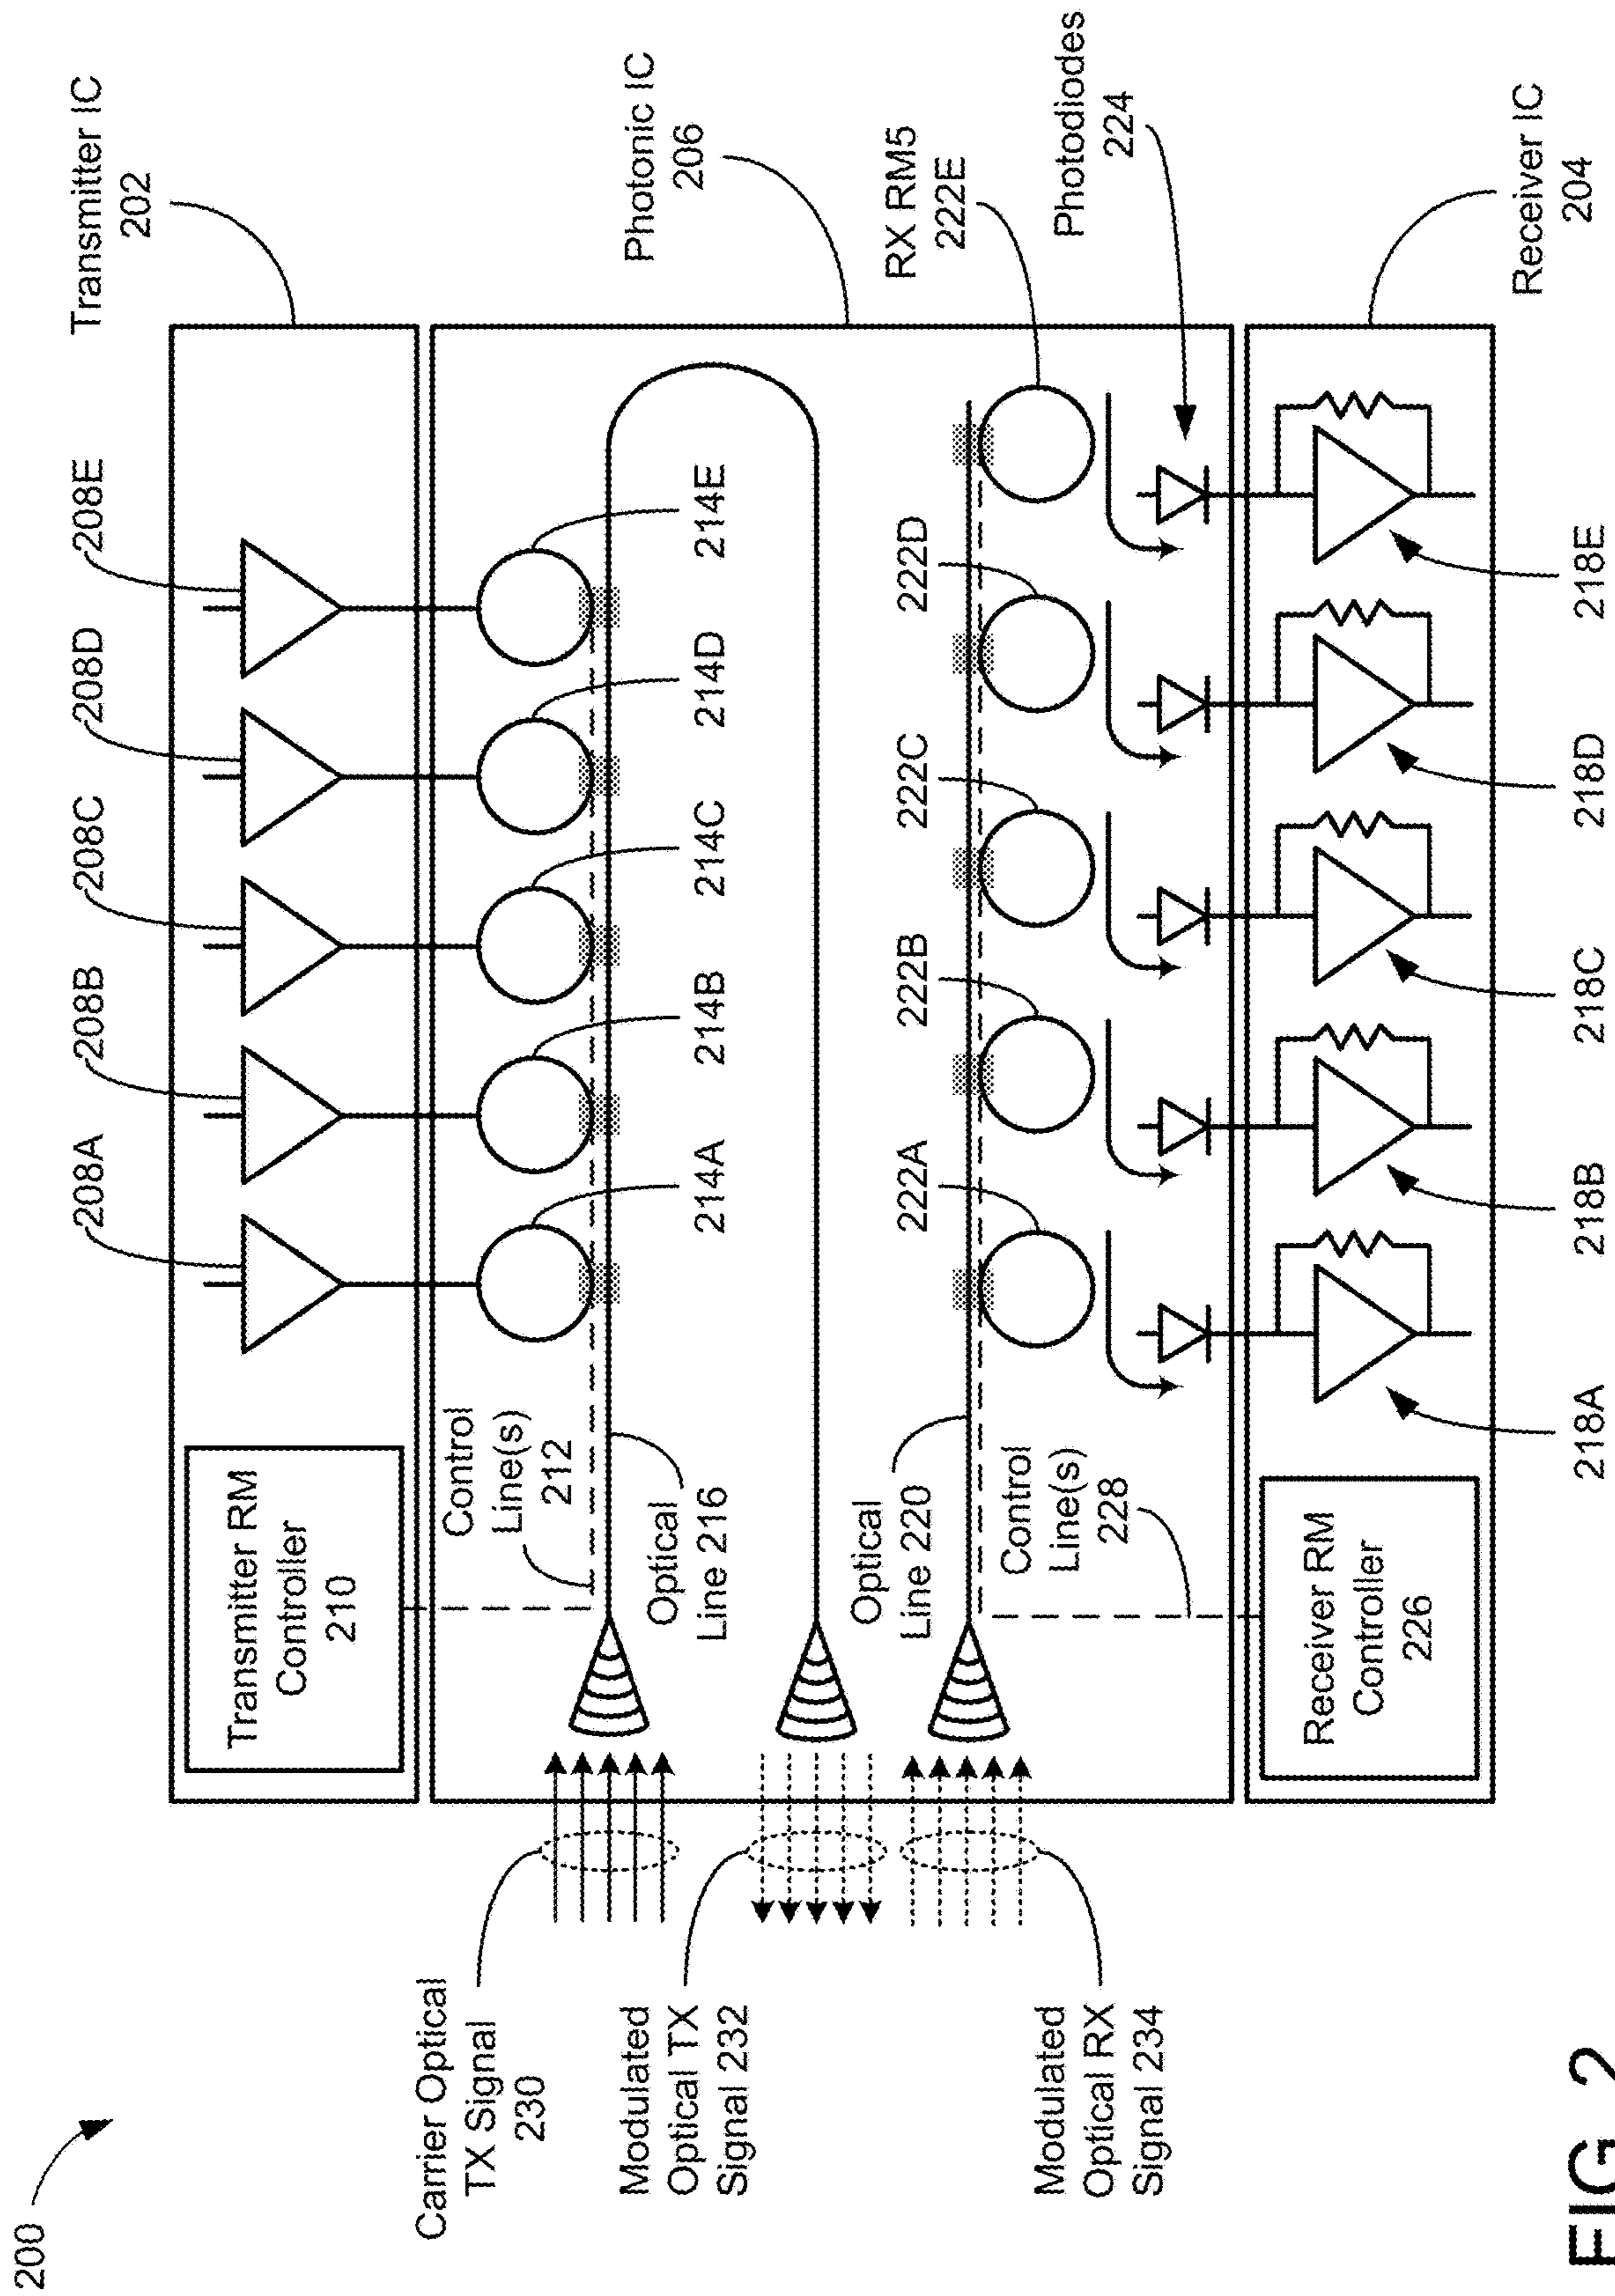 200
Transmitter IC
202
208A
208B
208C
208D
208E
Transmitter RM
Controller
210
Control
Line(s)
212
Photonic IC
206
214A
214B
214C
214D
214E
Optical
Line 216
Carrier Optical
TX Signal
230
Modulated
Optical TX
Signal 232
Modulated
Optical RX
Signal 234
Optical
Line 220
222A
222B
222C
222D
RX RM5
222E
Control
Line(s)
228
Photodiodes
224
Receiver RM
Controller
226
Receiver IC
204
218A
218B
218C
218D
218E
FIG 2